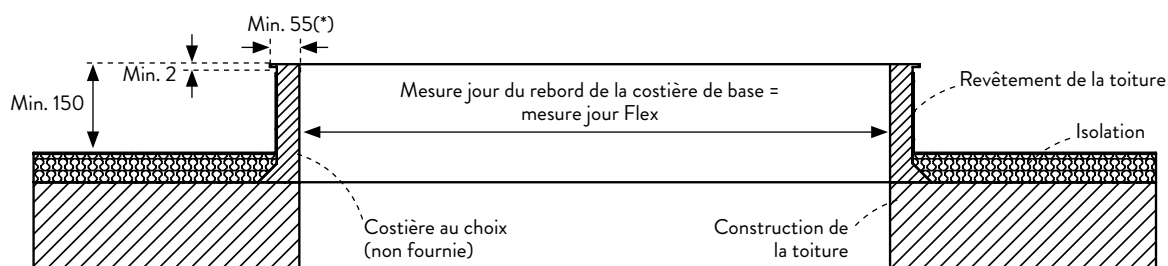 Min. 55(*)
Min. 2
Min. 150
Mesure jour du rebord de la costière de base =
mesure jour Flex
Revêtement de la toiture
Isolation
Costière au choix
(non fournie)
Construction de
la toiture